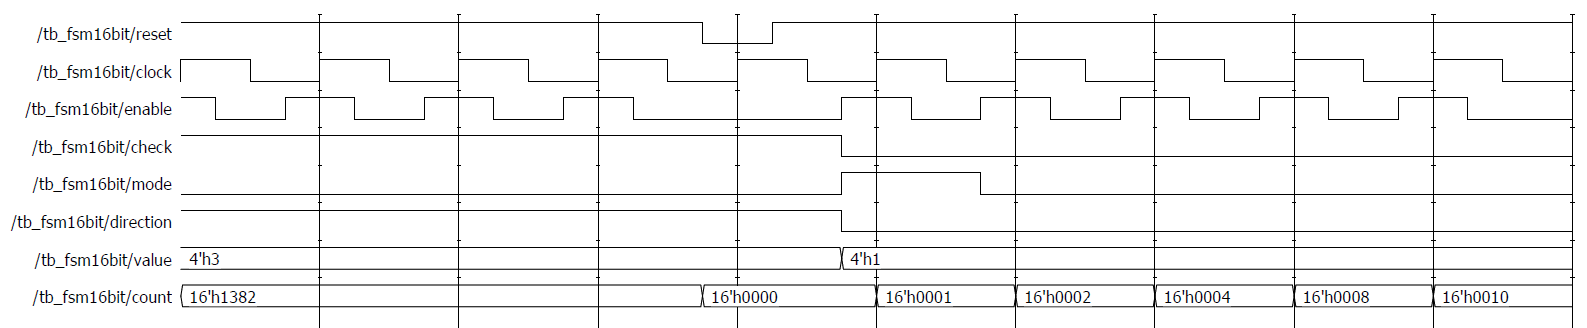 /tb_fsm16bit/reset
/tb_fsm16bit/clock
/tb_fsm16bit/enable
/tb_fsm16bit/check
/tb_fsm16bit/mode
/tb_fsm16bit/direction
/tb_fsm16bit/value 4'h3 4'h1
/tb_fsm16bit/count 16'h1382 16'h0000 16'h0001 16'h0002 16'h0004 16'h0008 16'h0010